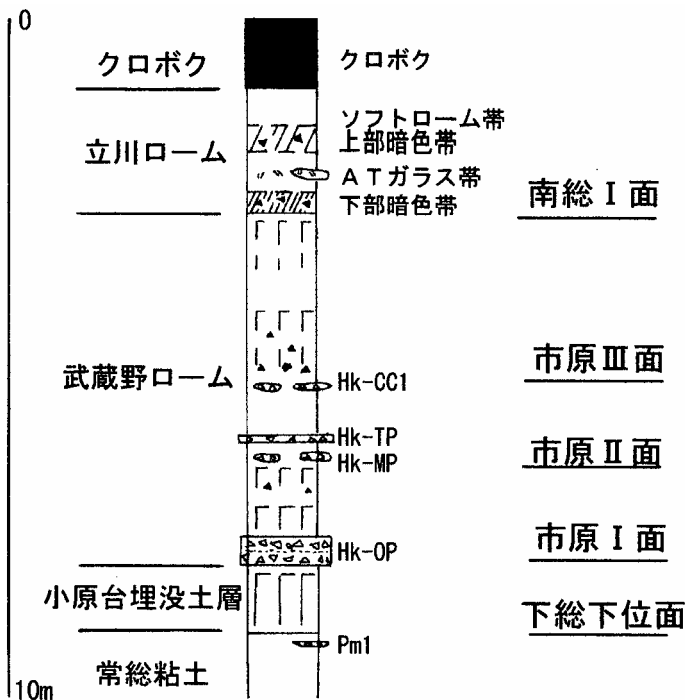 0
クロボク
クロボク
ソフトローム帯
上部暗色帯
立川ローム
ATガラス帯
下部暗色帯
南総Ⅰ面
市原Ⅲ面
武蔵野ローム
Hk-CC1
Hk-TP
市原Ⅱ面
Hk-MP
市原Ⅰ面
Hk-OP
小原台埋没土層
下総下位面
Pm1
常総粘土
10m